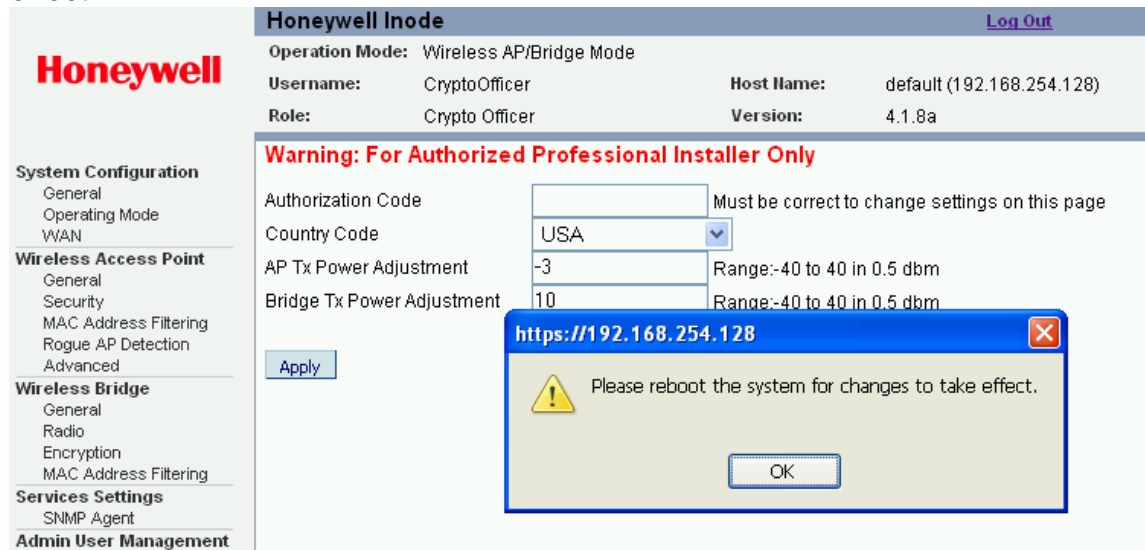 Honeywell
Honeywell Inode Log Out
Operation Mode: Wireless AP/Bridge Mode
Username: CryptoOfficer Host Name: default (192.168.254.128)
Role: Crypto Officer Version: 4.1.8a
System Configuration
General
Operating Mode
WAN
Wireless Access Point
General
Security
MAC Address Filtering
Rogue AP Detection
Advanced
Wireless Bridge
General
Radio
Encryption
MAC Address Filtering
Services Settings
SNMP Agent
Admin User Management
Warning: For Authorized Professional Installer Only
Authorization Code Must be correct to change settings on this page
Country Code USA
AP Tx Power Adjustment -3 Range:-40 to 40 in 0.5 dbm
Bridge Tx Power Adjustment 10 Range:-40 to 40 in 0.5 dbm
Apply
https://192.168.254.128
Please reboot the system for changes to take effect.
OK